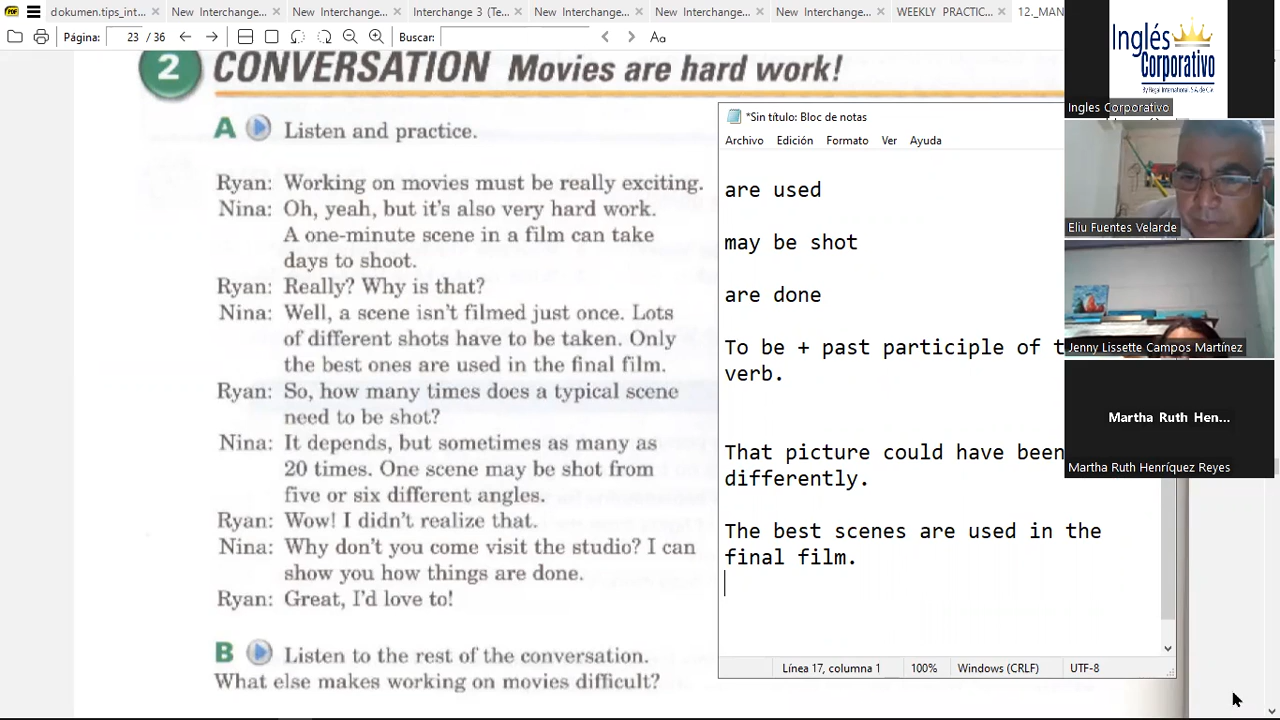 dokumen.tips_int...
New Interchange...
New Interchange...
Interchange 3 (Te...
New Interchange...
New Interchange...
New Interchange...
WEEKLY PRACTIC...
12._MAN
Página: 23 / 36
Buscar:
Aa
2 CONVERSATION Movies are hard work!
A Listen and practice.
Ryan: Working on movies must be really exciting.
Nina: Oh, yeah, but it's also very hard work.
A one-minute scene in a film can take
days to shoot.
Ryan: Really? Why is that?
Nina: Well, a scene isn't filmed just once. Lots
of different shots have to be taken. Only
the best ones are used in the final film.
Ryan: So, how many times does a typical scene
need to be shot?
Nina: It depends, but sometimes as many as
20 times. One scene may be shot from
five or six different angles.
Ryan: Wow! I didn't realize that.
Nina: Why don't you come visit the studio? I can
show you how things are done.
Ryan: Great, I'd love to!
B Listen to the rest of the conversation.
What else makes working on movies difficult?
*Sin título: Bloc de notas
Archivo Edición Formato Ver Ayuda
are used
may be shot
are done
To be + past participle of
verb.
That picture could have been
differently.
The best scenes are used in the
final film.
Línea 17, columna 1 100% Windows (CRLF) UTF-8
Inglés
Corporativo
Ingles Corporativo
Eliu Fuentes Velarde
Jenny Lissette Campos Martínez
Martha Ruth Hen...
Martha Ruth Henríquez Reyes